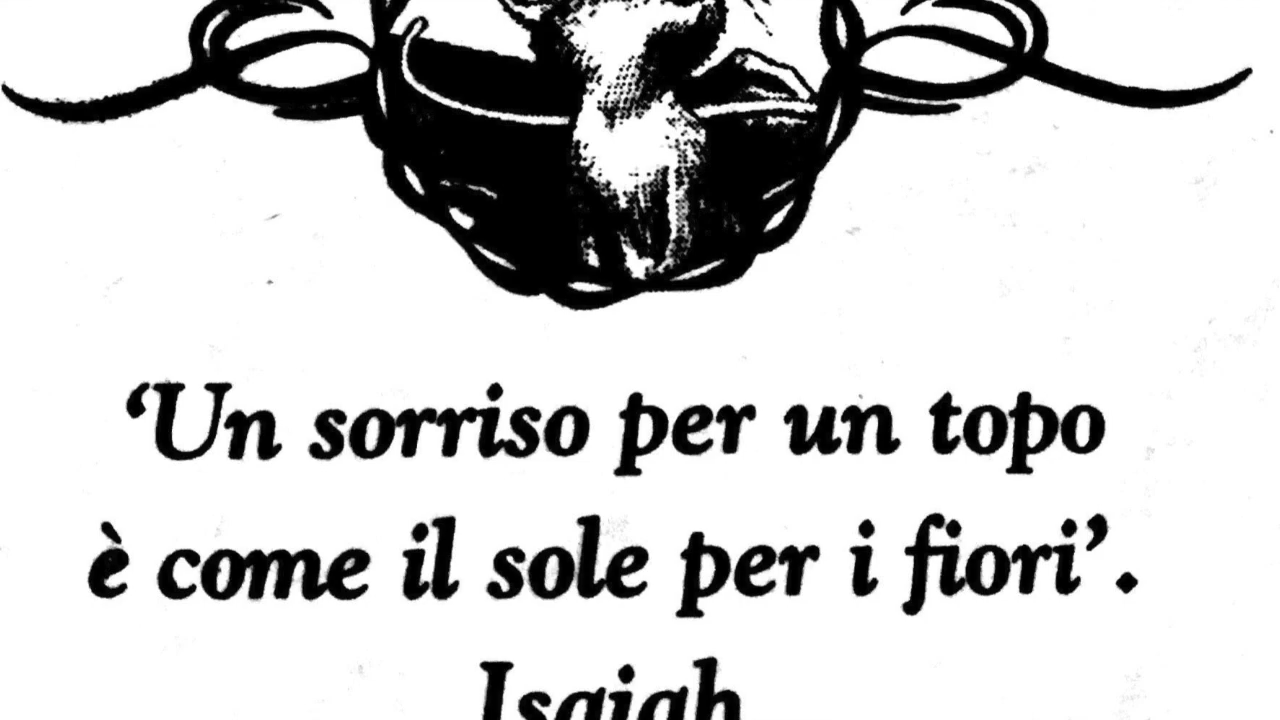 ‘Un sorriso per un topo
è come il sole per i fiori’.
Isaiah